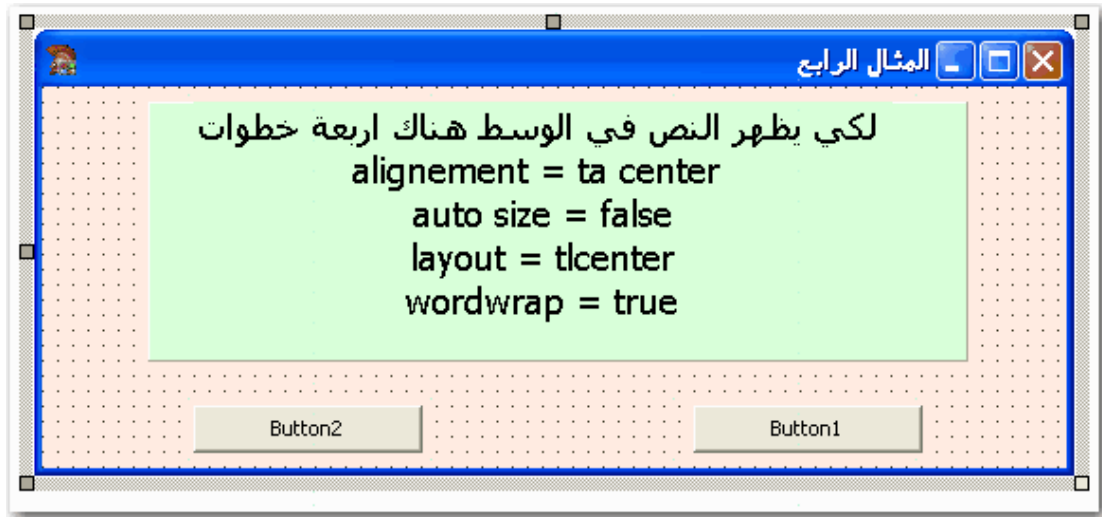 المثال الرابع
لكي يظهر النص في الوسط هناك اربعة خطوات
alignement = ta center
auto size = false
layout = tlcenter
wordwrap = true
Button2 Button1